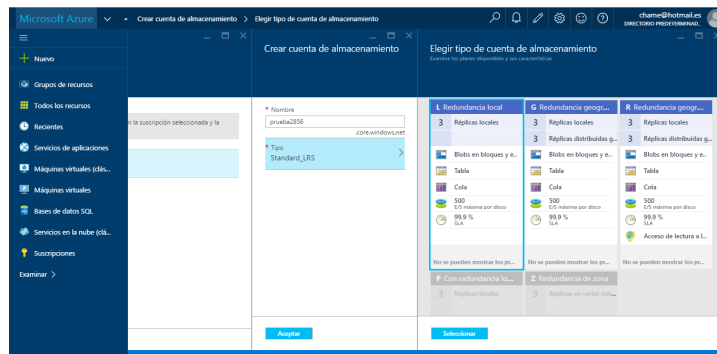 Microsoft Azure
Crear cuenta de almacenamiento > Elegir tipo de cuenta de almacenamiento
chame@hotmail.es
DIRECTORIO PREDETERMINAD...
Nuevo
Grupos de recursos
Todos los recursos
Recientes
Servicios de aplicaciones
Máquinas virtuales (clás...
Máquinas virtuales
Bases de datos SQL
Servicios en la nube (clá...
Suscripciones
Examinar >
n la suscripción seleccionada y la
Crear cuenta de almacenamiento
* Nombre
prueba2856
.core.windows.net
* Tipo
Standard_LRS
Aceptar
Elegir tipo de cuenta de almacenamiento
Examine los planes disponibles y sus características
L Redundancia local
3 Réplicas locales
Blobs en bloques y e..
Tabla
Cola
500
E/S máxima por disco
99.9 %
SLA
No se pueden mostrar los pr...
G Redundancia geogr...
3 Réplicas locales
3 Réplicas distribuidas g...
Blobs en bloques y e..
Tabla
Cola
500
E/S máxima por disco
99.9 %
SLA
No se pueden mostrar los pr...
R Redundancia geogr...
3 Réplicas locales
3 Réplicas distribuidas g...
Blobs en bloques y e..
Tabla
Cola
500
E/S máxima por disco
99.9 %
SLA
Acceso de lectura a l...
No se pueden mostrar los pr...
P Con redundancia lo...
3 Réplicas locales
Z Redundancia de zona
3 Réplicas en varias inst...
Seleccionar